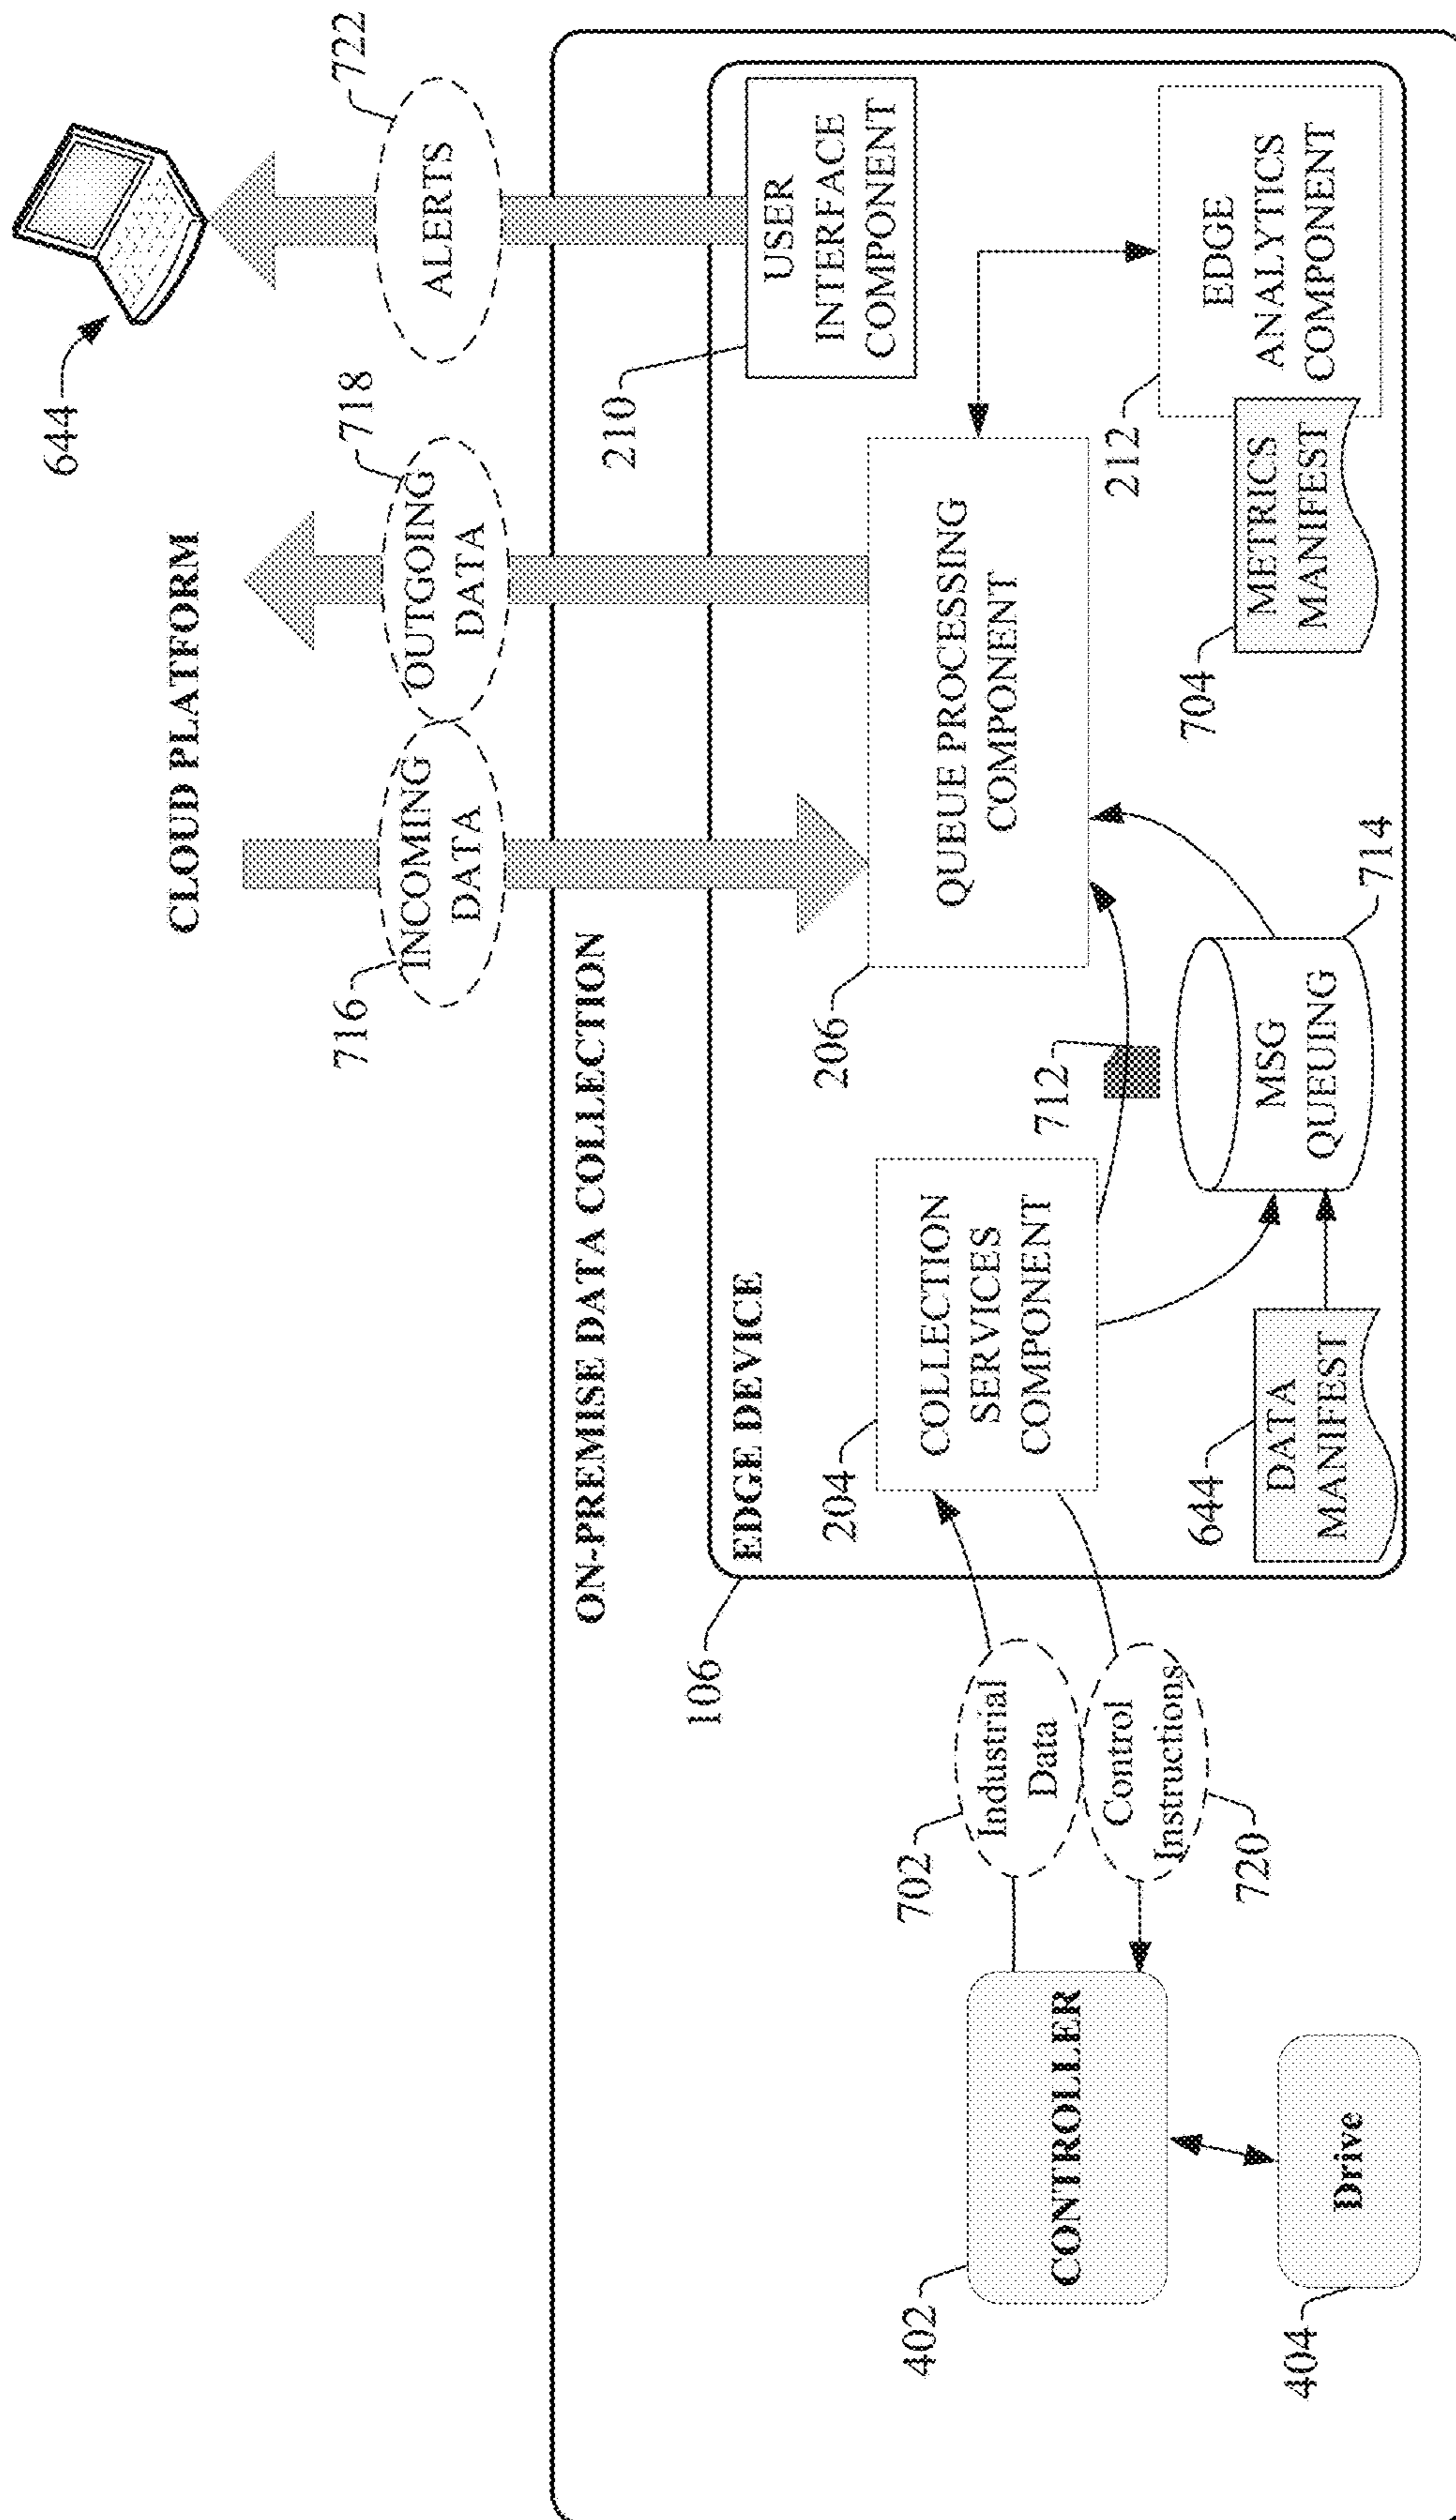 644
722
CLOUD PLATFORM
716
INCOMING
DATA
OUTGOING
DATA
718
ALERTS
ON-PREMISE DATA COLLECTION
210
106
EDGE DEVICE
USER
INTERFACE
COMPONENT
204
COLLECTION
SERVICES
COMPONENT
206
QUEUE PROCESSING
COMPONENT
702
Industrial
Data
Control
Instructions
720
402
CONTROLLER
712
212
EDGE
ANALYTICS
COMPONENT
644
DATA
MANIFEST
MSG
QUEUING
714
704
METRICS
MANIFEST
404
Drive